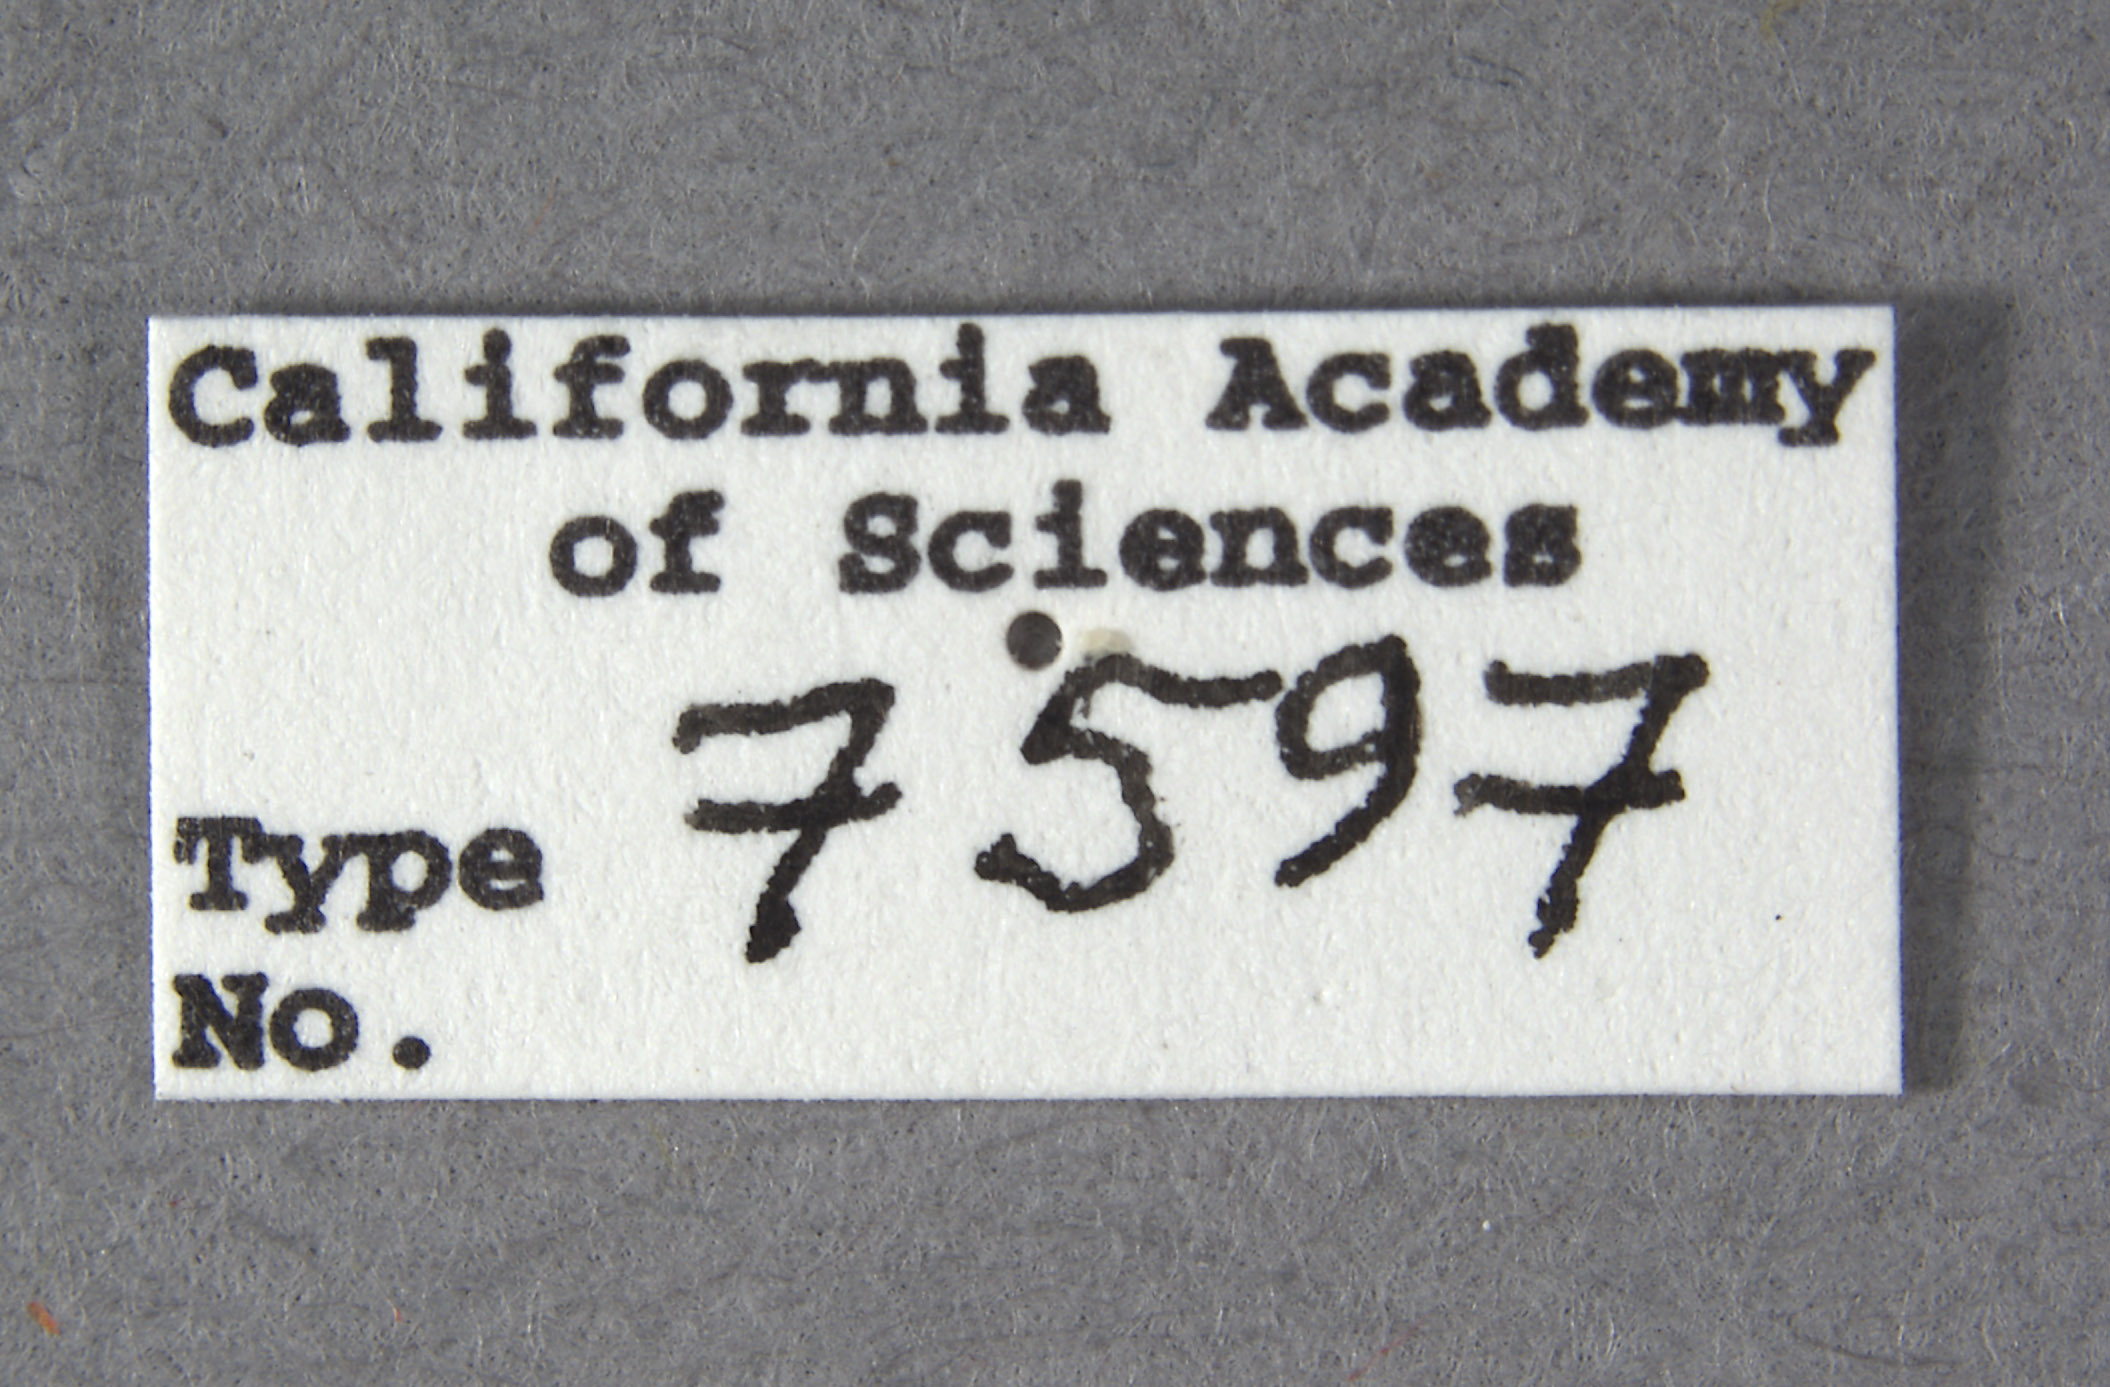 California Academy
of Sciences
Type 7597
No.